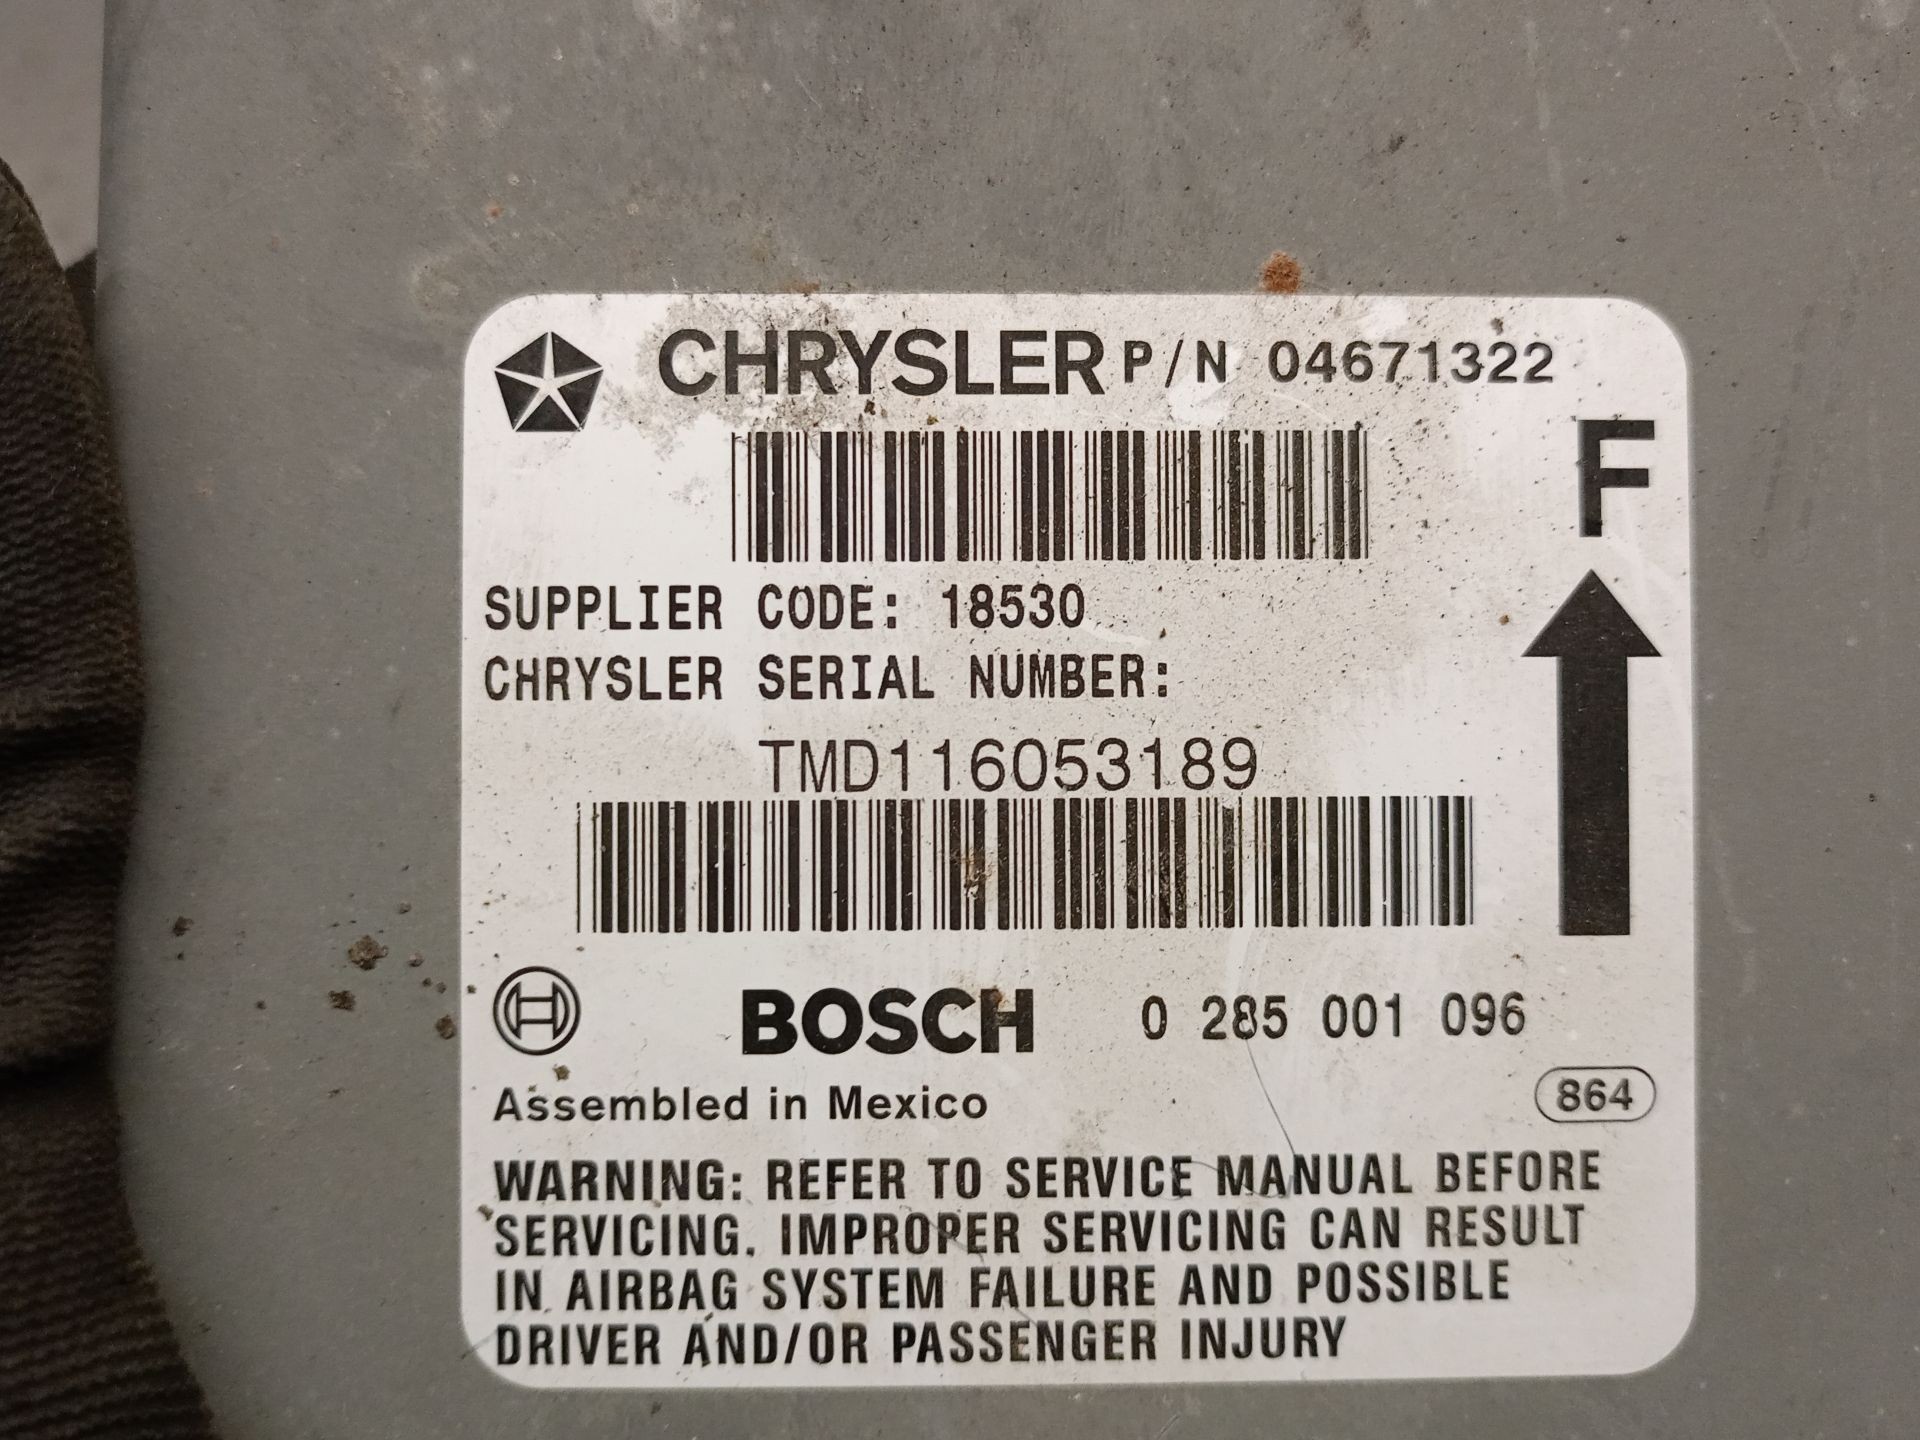 CHRYSLER P/N 04671322
F
SUPPLIER CODE: 18530
CHRYSLER SERIAL NUMBER:
TMD116053189
BOSCH 0 285 001 096
Assembled in Mexico 864
WARNING: REFER TO SERVICE MANUAL BEFORE
SERVICING. IMPROPER SERVICING CAN RESULT
IN AIRBAG SYSTEM FAILURE AND POSSIBLE
DRIVER AND/OR PASSENGER INJURY